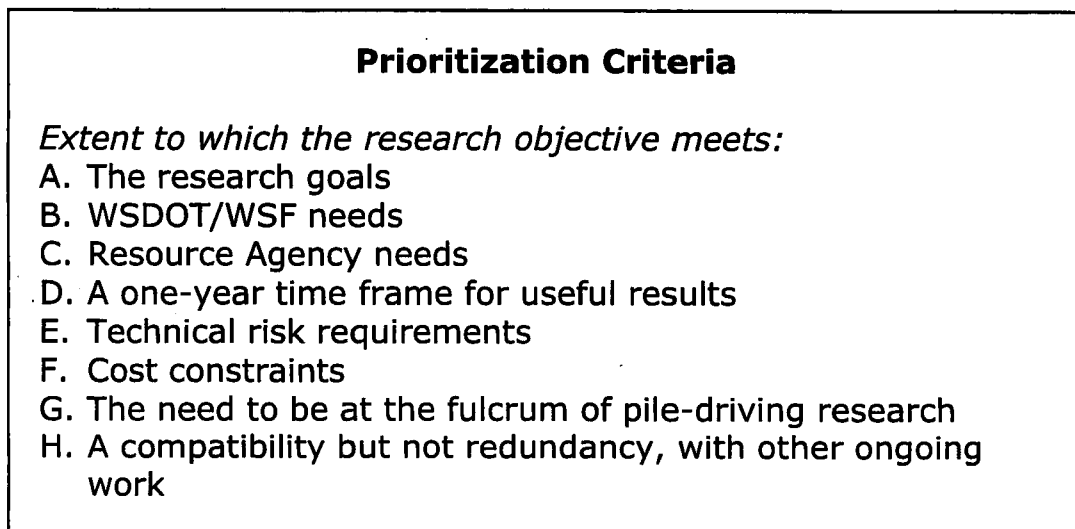 Prioritization Criteria
Extent to which the research objective meets:
A. The research goals
B. WSDOT/WSF needs
C. Resource Agency needs
D. A one-year time frame for useful results
E. Technical risk requirements
F. Cost constraints
G. The need to be at the fulcrum of pile-driving research
H. A compatibility but not redundancy, with other ongoing
work